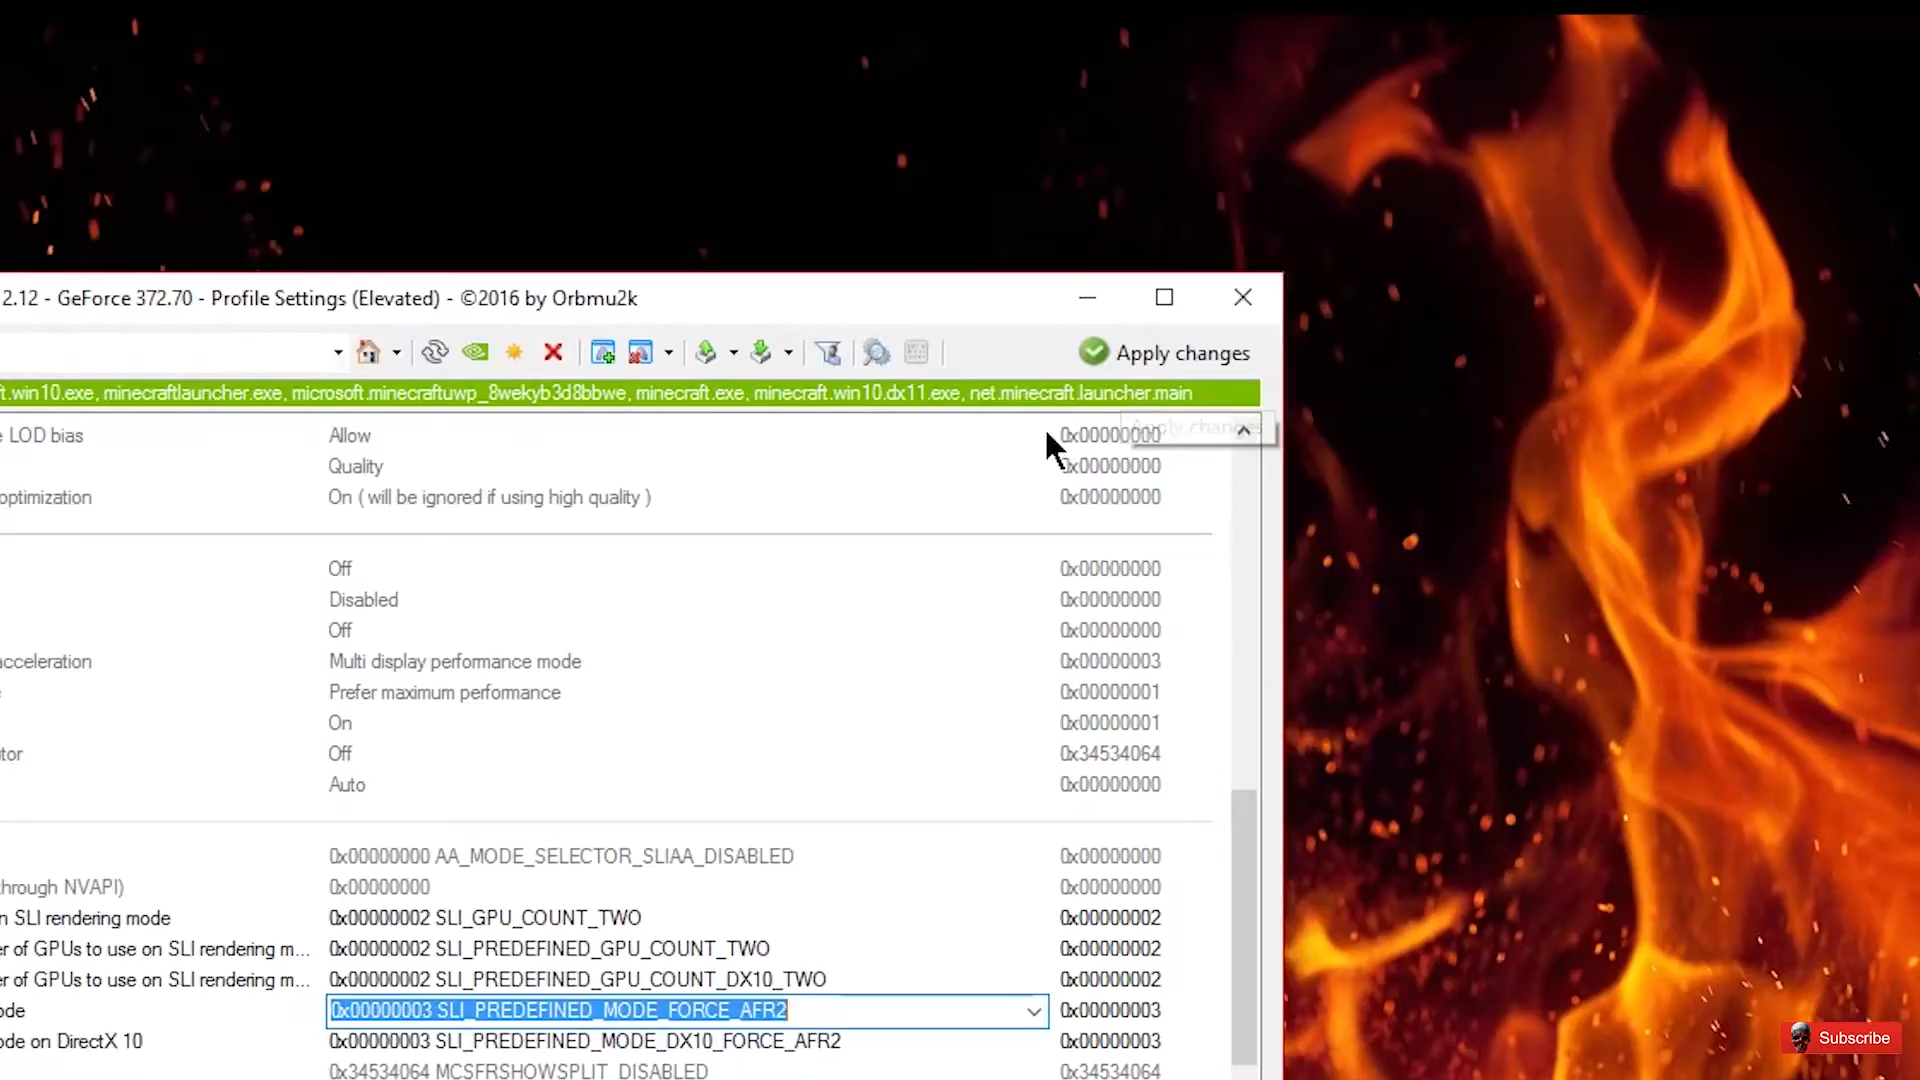 2.12 - GeForce 372.70 - Profile Settings (Elevated) - ©2016 by Orbmu2k
Apply changes
t.win10.exe, minecraftlauncher.exe, microsoft.minecraftuwp_8wekyb3d8bbwe, minecraft.exe, minecraft.win10.dx11.exe, net.minecraft.launcher.main
Apply changes
e LOD bias Allow 0x00000000
Quality 0x00000000
optimization On ( will be ignored if using high quality ) 0x00000000
Off 0x00000000
Disabled 0x00000000
Off 0x00000000
acceleration Multi display performance mode 0x00000003
e Prefer maximum performance 0x00000001
On 0x00000001
tor Off 0x34534064
Auto 0x00000000
0x00000000 AA_MODE_SELECTOR_SLIAA_DISABLED 0x00000000
through NVAPI) 0x00000000 0x00000000
n SLI rendering mode 0x00000002 SLI_GPU_COUNT_TWO 0x00000002
er of GPUs to use on SLI rendering m... 0x00000002 SLI_PREDEFINED_GPU_COUNT_TWO 0x00000002
er of GPUs to use on SLI rendering m... 0x00000002 SLI_PREDEFINED_GPU_COUNT_DX10_TWO 0x00000002
ode 0x00000003 SLI_PREDEFINED_MODE_FORCE_AFR2 0x00000003
ode on DirectX 10 0x00000003 SLI_PREDEFINED_MODE_DX10_FORCE_AFR2 0x00000003
0x34534064 MCSFRSHOWSPLIT_DISABLED 0x34534064
Subscribe